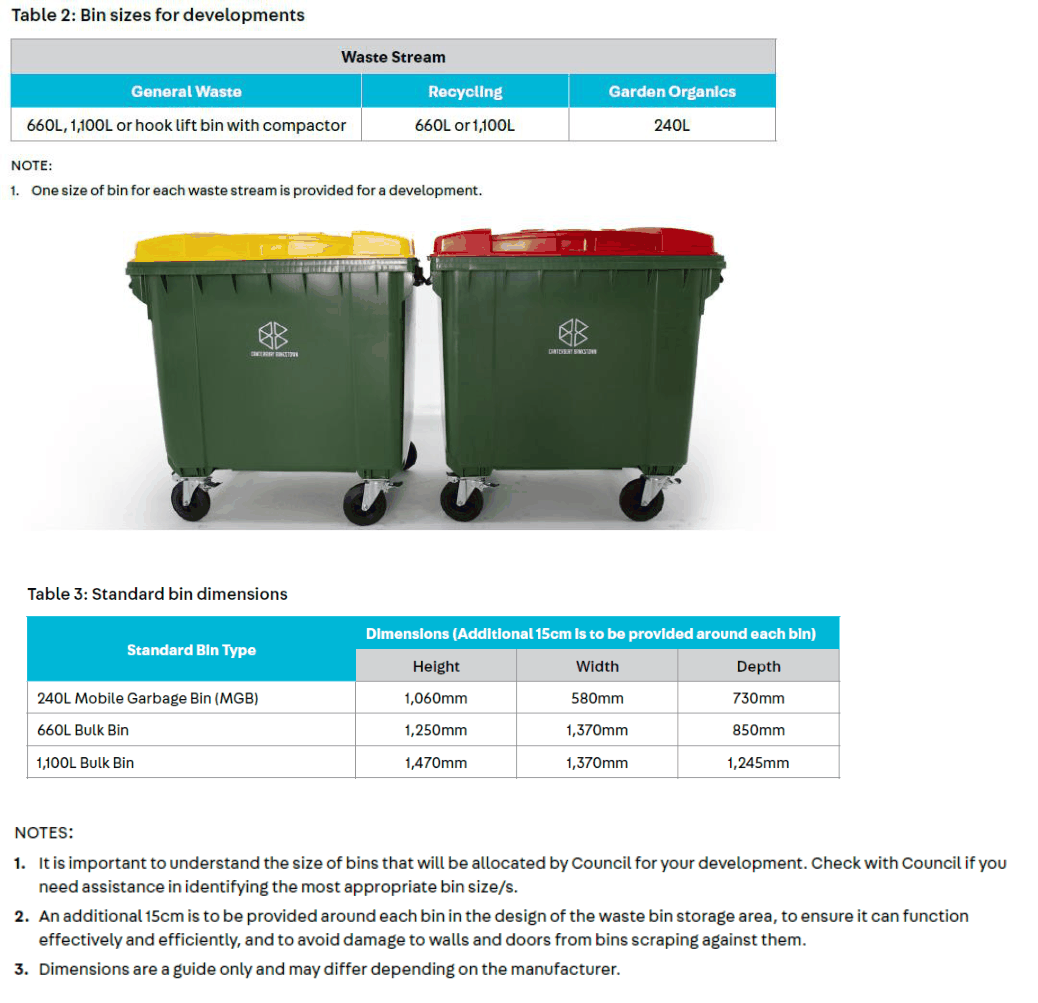 Table 2: Bin sizes for developments
Waste Stream
General Waste Recycling Garden Organics
660L, 1,100L or hook lift bin with compactor 660L or 1,100L 240L
NOTE:
1. One size of bin for each waste stream is provided for a development.
CANTERBURY BANKSTOWN
CANTERBURY BANKSTOWN
Table 3: Standard bin dimensions
Standard Bin Type
Dimensions (Additional 15cm is to be provided around each bin)
Height Width Depth
240L Mobile Garbage Bin (MGB) 1,060mm 580mm 730mm
660L Bulk Bin 1,250mm 1,370mm 850mm
1,100L Bulk Bin 1,470mm 1,370mm 1,245mm
NOTES:
1. It is important to understand the size of bins that will be allocated by Council for your development. Check with Council if you
need assistance in identifying the most appropriate bin size/s.
2. An additional 15cm is to be provided around each bin in the design of the waste bin storage area, to ensure it can function
effectively and efficiently, and to avoid damage to walls and doors from bins scraping against them.
3. Dimensions are a guide only and may differ depending on the manufacturer.